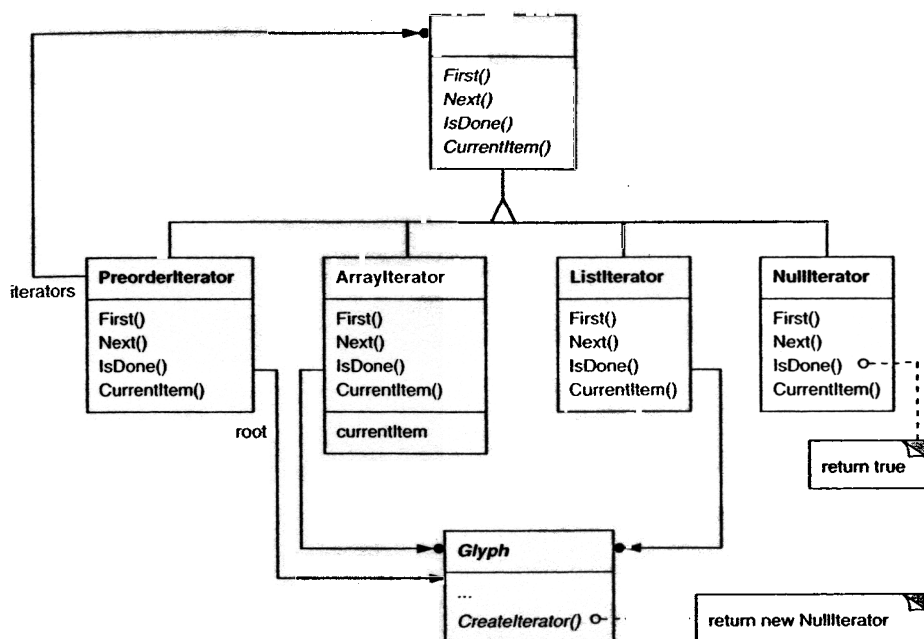 First()
Next()
IsDone()
CurrentItem()
iterators
PreorderIterator
First()
Next()
IsDone()
CurrentItem()
root
ArrayIterator
First()
Next()
IsDone()
CurrentItem()
currentItem
ListIterator
First()
Next()
IsDone()
CurrentItem()
NullIterator
First()
Next()
IsDone()
CurrentItem()
return true
Glyph
...
CreateIterator()
return new NullIterator